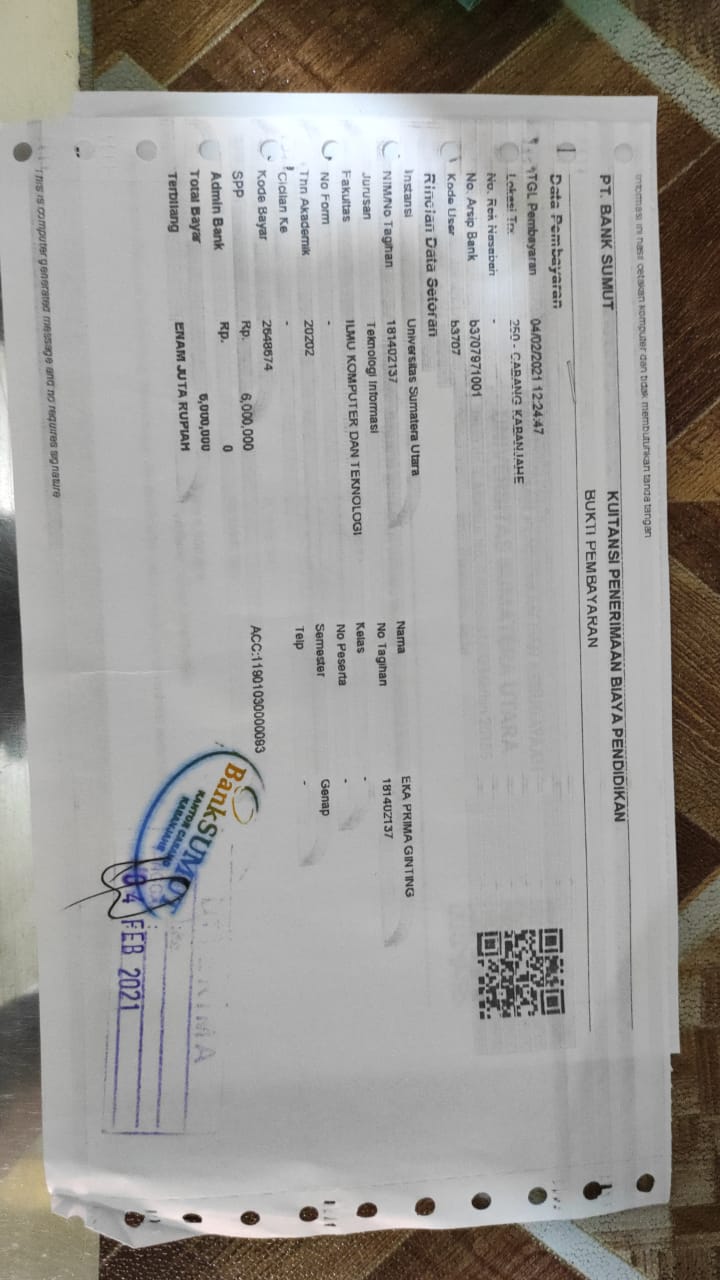 Informasi ini hasil cetakan komputer dan tidak membutuhkan tanda tangan
PT. BANK SUMUT
KUITANSI PENERIMAAN BIAYA PENDIDIKAN
BUKTI PEMBAYARAN
Data Pembayaran
TGL Pembayaran 04/02/2021 12:24:47
Lokasi Trx 250 - CABANG KABANJAHE
No. Rek Nasabah -
No. Arsip Bank b3707971001
Kode User b3707
Rincian Data Setoran
Instansi Universitas Sumatera Utara Nama EKA PRIMA GINTING
NIM/No Tagihan 181402137 No Tagihan 181402137
Jurusan Teknologi Informasi Kelas -
Fakultas ILMU KOMPUTER DAN TEKNOLOGI No Peserta -
No Form - Semester Genap
Thn Akademik 20202 Telp -
Cicilan Ke -
Kode Bayar 2648674 ACC:11901030000093
SPP Rp. 6,000,000
Admin Bank Rp. 0
Total Bayar 6,000,000
Terbilang ENAM JUTA RUPIAH
Bank SUMUT
KANTOR CABANG
KABANJAHE
04 FEB 2021
This is computer generated message and no requires signature